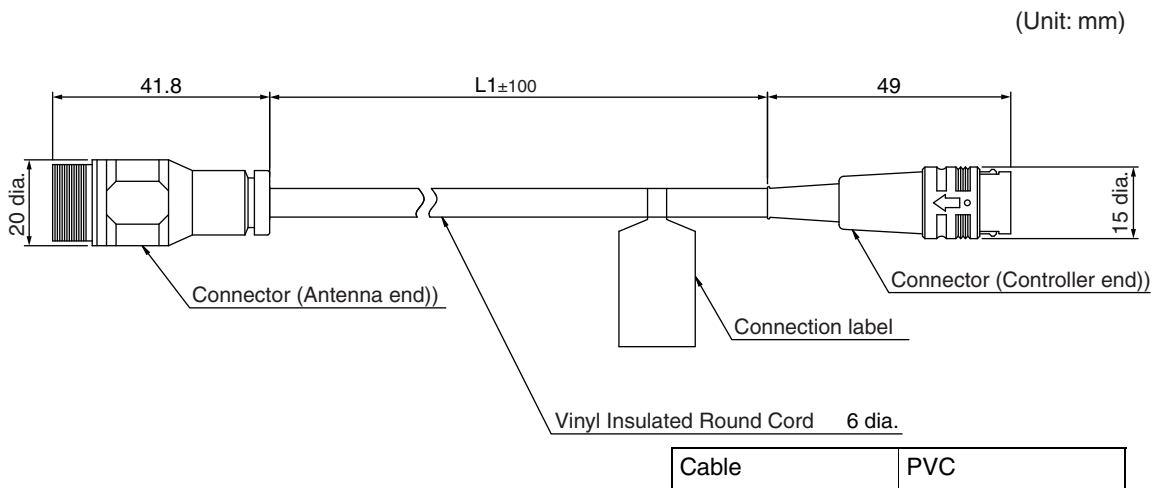 (Unit: mm)
41.8
L1±100
49
20 dia.
15 dia.
Connector (Antenna end))
Connector (Controller end))
Connection label
Vinyl Insulated Round Cord 6 dia.
Cable PVC